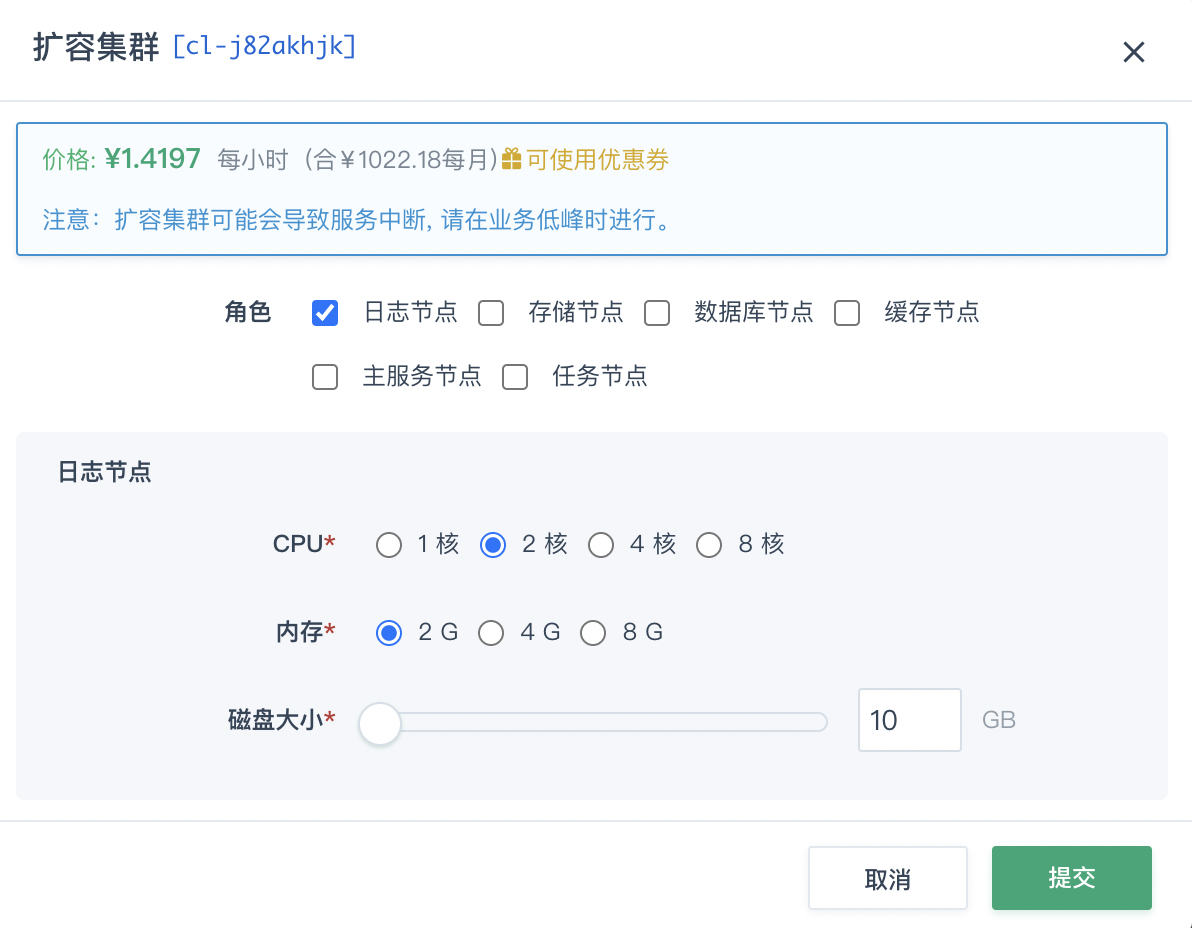 扩容集群 [cl-j82akhjk]
价格: ¥1.4197 每小时 (合￥1022.18每月)可使用优惠券
注意：扩容集群可能会导致服务中断, 请在业务低峰时进行。
角色 日志节点 存储节点 数据库节点 缓存节点
主服务节点 任务节点
日志节点
CPU* 1 核 2 核 4 核 8 核
内存* 2 G 4 G 8 G
磁盘大小* 10 GB
取消 提交